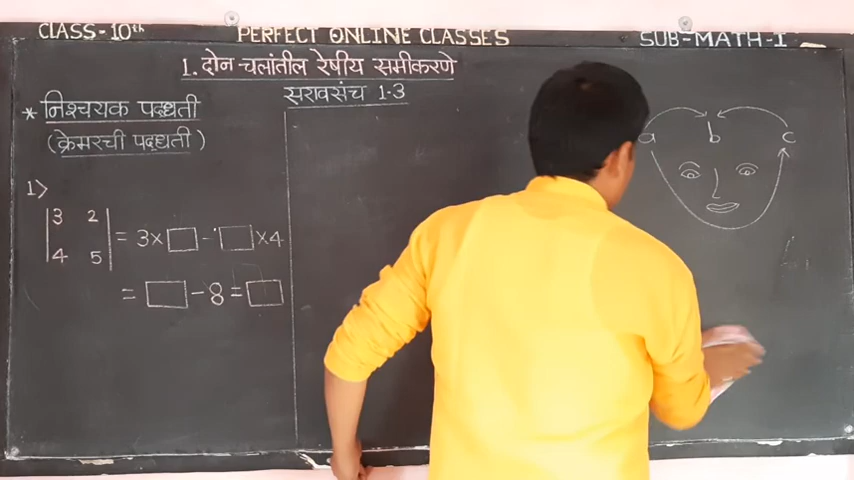 CLASS-10th PERFECT ONLINE CLASSES SUB-MATH-I
1. दोन चलांतील रेषीय समीकरणे
सरावसंच 1.3
* निश्चयक पद्धती
(क्रेमरची पद्धती)
1>
3 2
4 5
= 3×□ - □×4
= □ - 8 = □
a b c